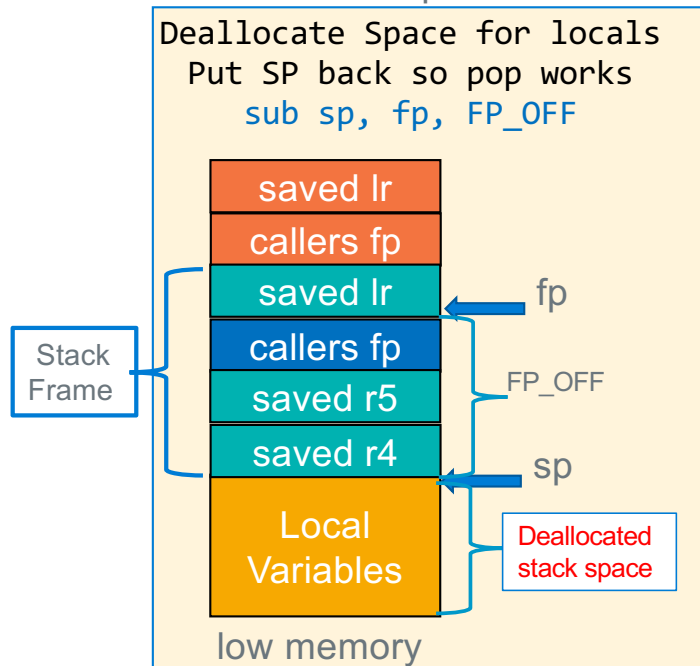 Deallocate Space for locals
Put SP back so pop works
sub sp, fp, FP_OFF
saved lr
callers fp
saved lr
fp
Stack
Frame
callers fp
FP_OFF
saved r5
saved r4
sp
Local
Variables
Deallocated
stack space
low memory